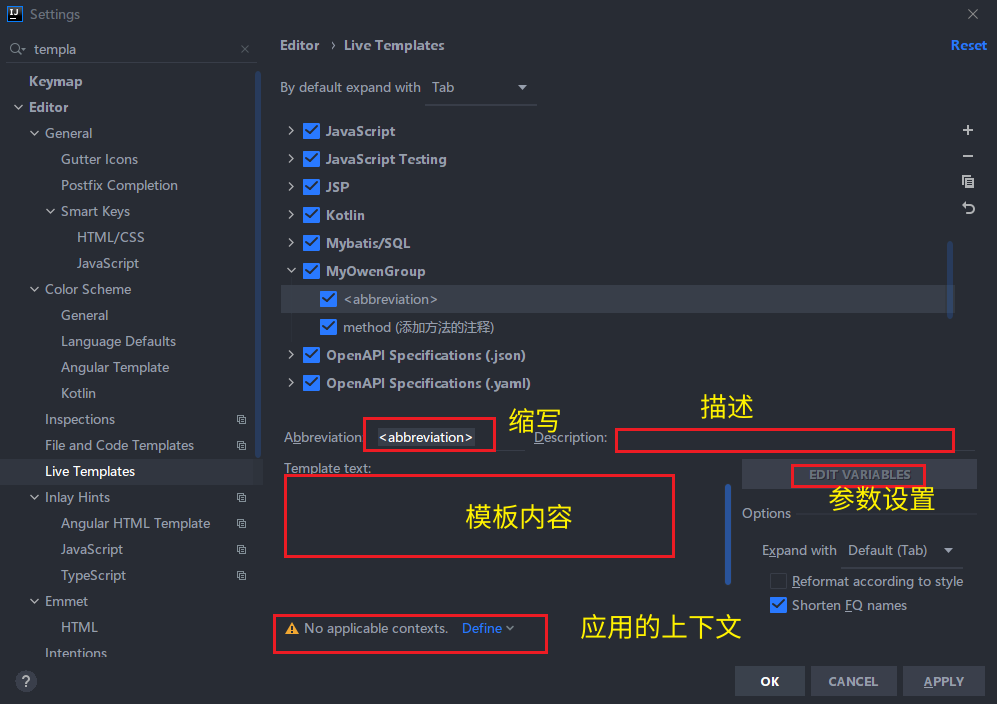 Settings
templa
Keymap
Editor
General
Gutter Icons
Postfix Completion
Smart Keys
HTML/CSS
JavaScript
Color Scheme
General
Language Defaults
Angular Template
Kotlin
Inspections
File and Code Templates
Live Templates
Inlay Hints
Angular HTML Template
JavaScript
TypeScript
Emmet
HTML
Intentions
?
Editor › Live Templates
Reset
By default expand with Tab
JavaScript
JavaScript Testing
JSP
Kotlin
Mybatis/SQL
MyOwenGroup
<abbreviation>
method (添加方法的注释)
OpenAPI Specifications (.json)
OpenAPI Specifications (.yaml)
Abbreviation: <abbreviation>
缩写
Description:
描述
Template text:
模板内容
EDIT VARIABLES
参数设置
Options
Expand with Default (Tab)
Reformat according to style
Shorten FQ names
No applicable contexts. Define
应用的上下文
OK
CANCEL
APPLY